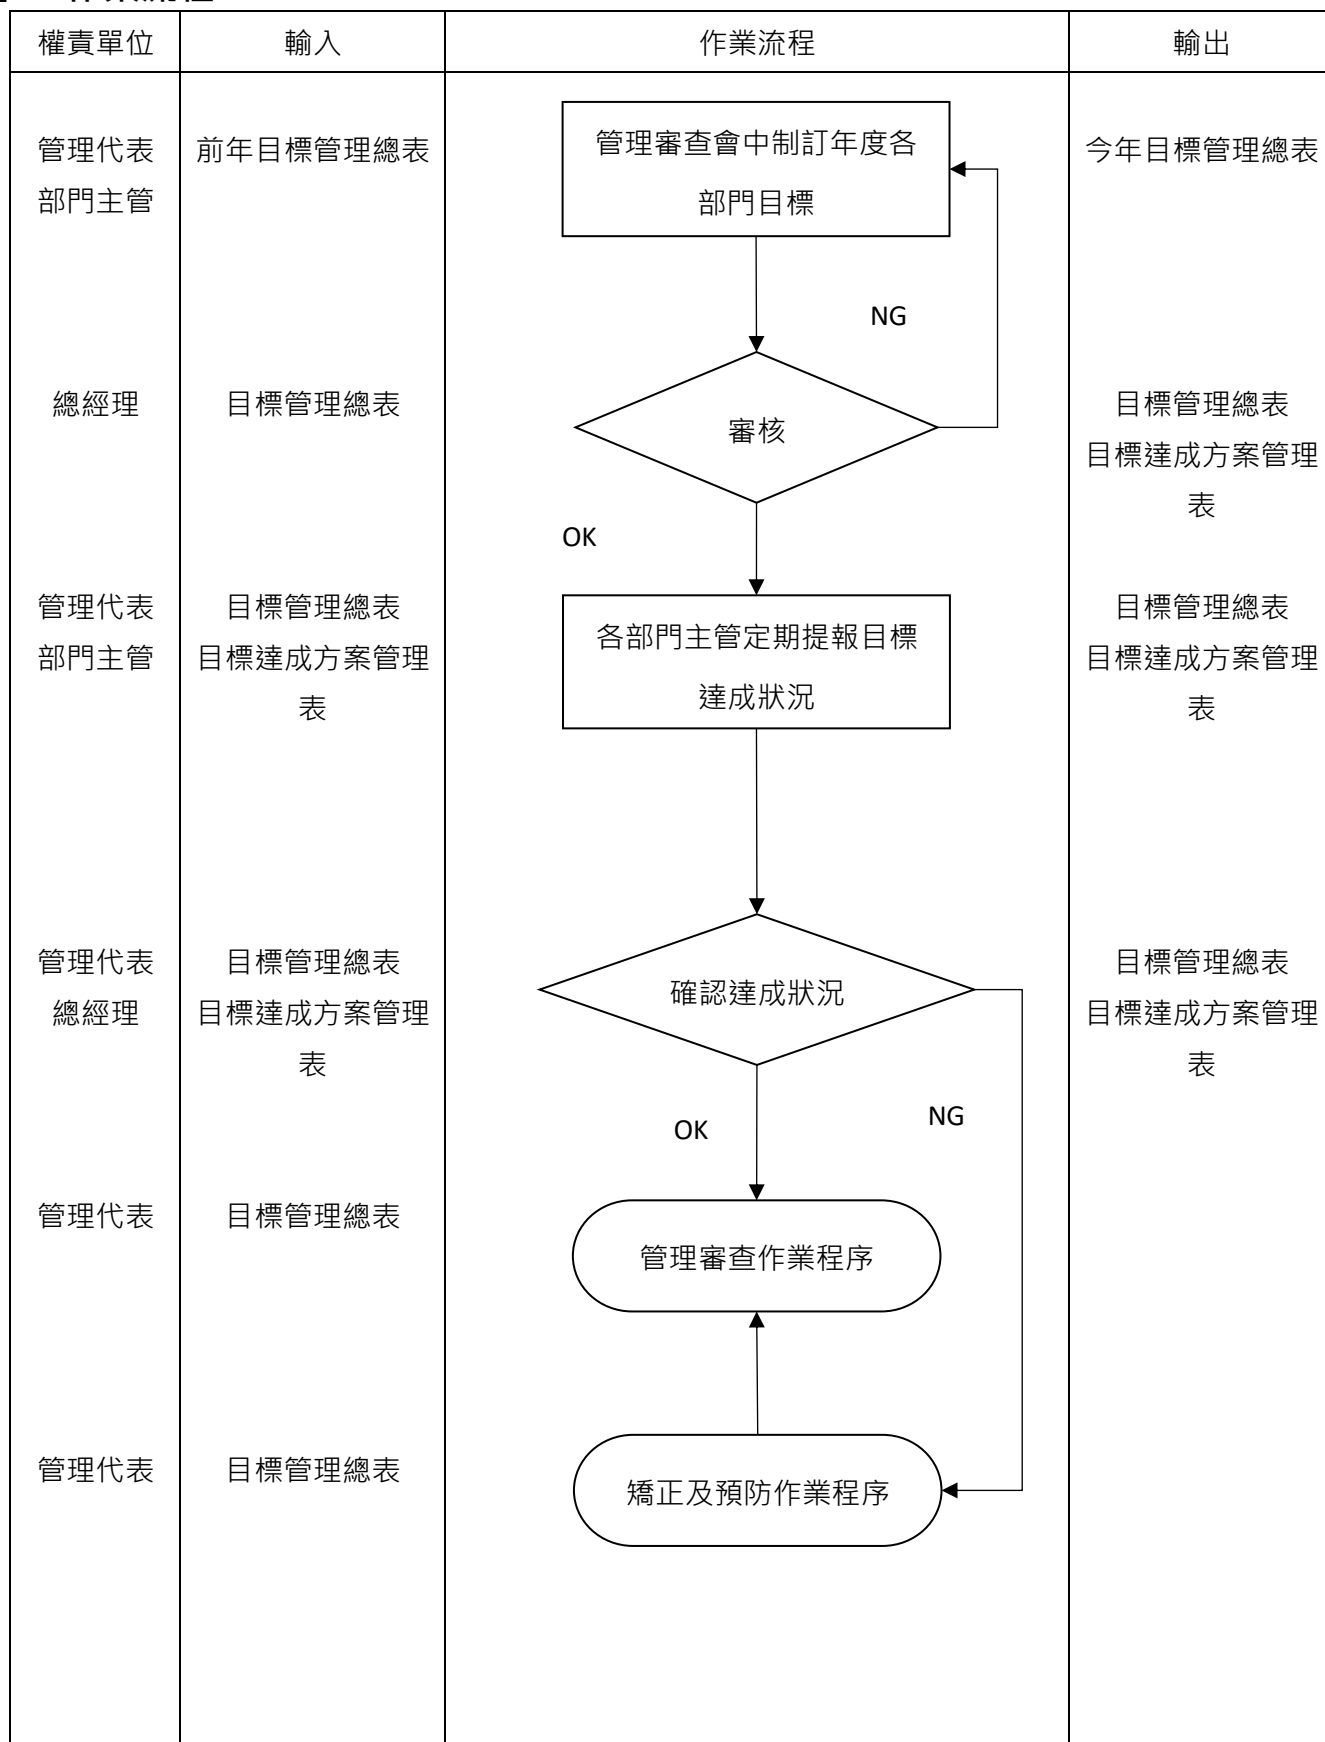 權責單位 輸入 作業流程 輸出
管理代表 前年目標管理總表 管理審查會中制訂年度各 今年目標管理總表
部門主管 部門目標
NG
總經理 目標管理總表 審核 目標管理總表
目標達成方案管理
表
OK
管理代表 目標管理總表 各部門主管定期提報目標 目標管理總表
部門主管 目標達成方案管理 達成狀況 目標達成方案管理
表 表
管理代表 目標管理總表 確認達成狀況 目標管理總表
總經理 目標達成方案管理 目標達成方案管理
表 表
OK NG
管理代表 目標管理總表 管理審查作業程序
管理代表 目標管理總表 矯正及預防作業程序